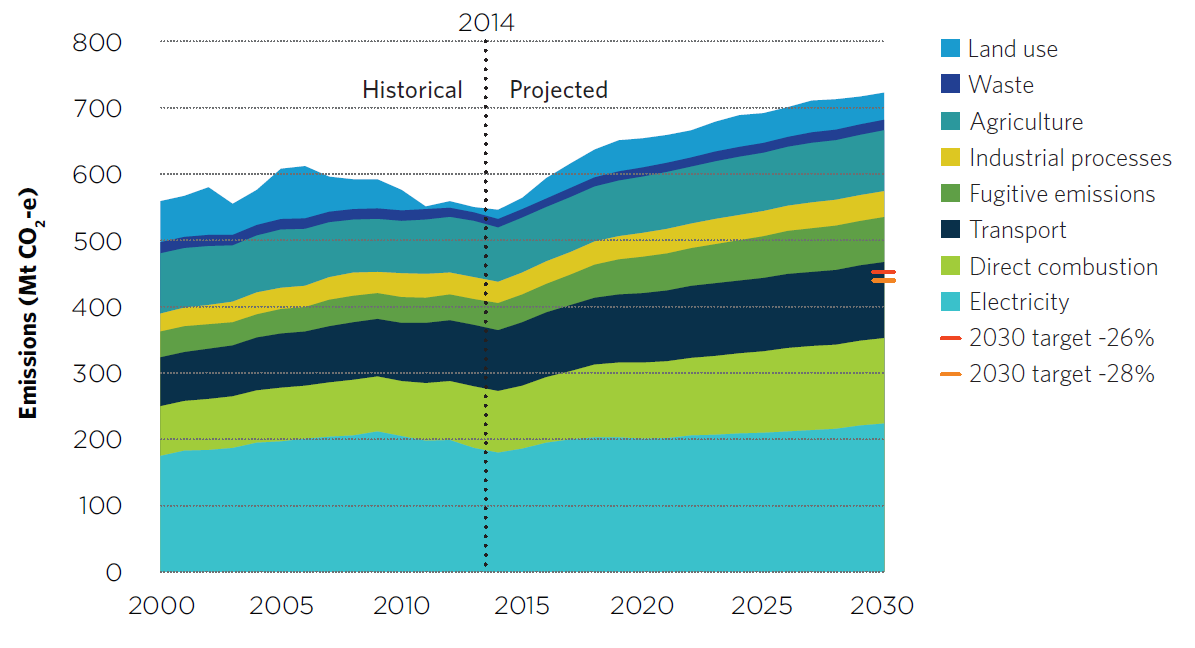 2014
800
Historical
Projected
700
600
500
400
300
200
100
0
Emissions (Mt CO₂-e)
2000
2005
2010
2015
2020
2025
2030
Land use
Waste
Agriculture
Industrial processes
Fugitive emissions
Transport
Direct combustion
Electricity
2030 target -26%
2030 target -28%